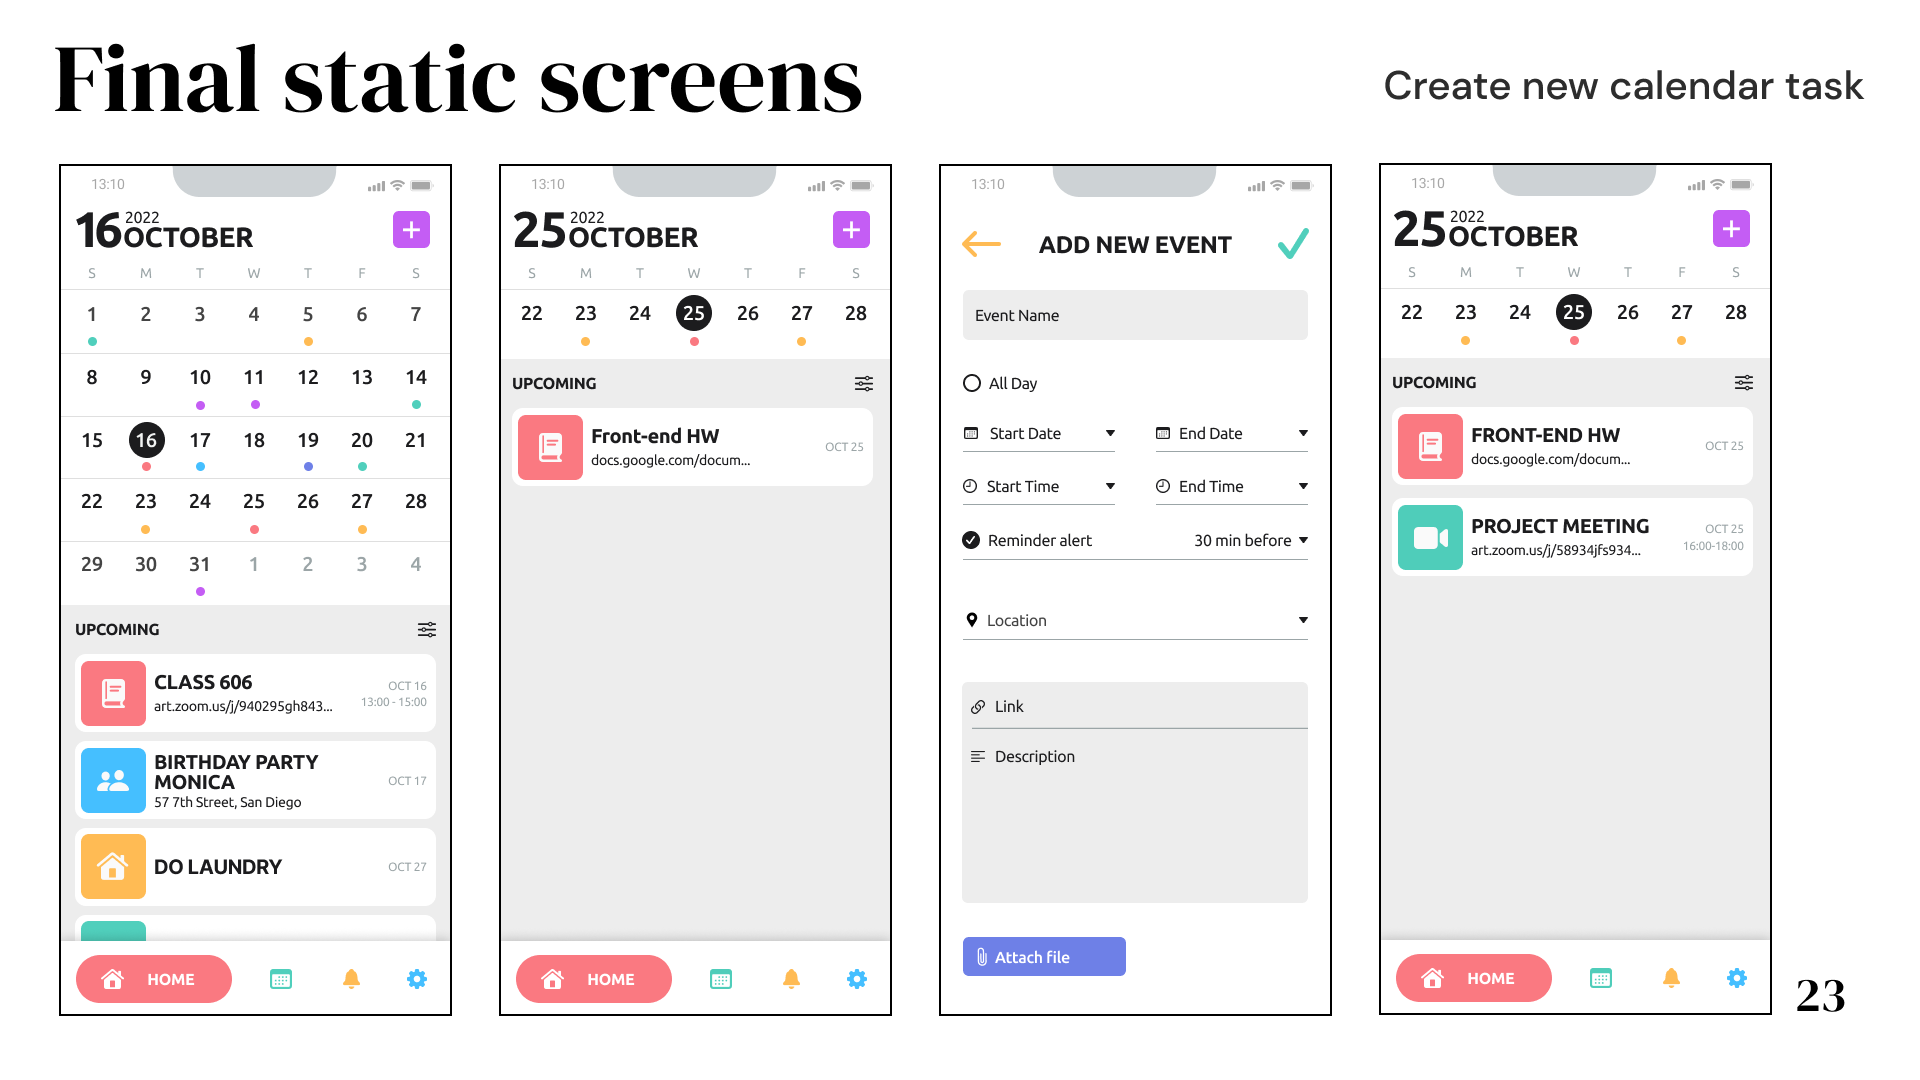 Final static screens
Create new calendar task
13:10
16 2022 OCTOBER
S M T W T F S
1 2 3 4 5 6 7
8 9 10 11 12 13 14
15 16 17 18 19 20 21
22 23 24 25 26 27 28
29 30 31 1 2 3 4
UPCOMING
CLASS 606
art.zoom.us/j/940295gh843...
OCT 16
13:00 - 15:00
BIRTHDAY PARTY
MONICA
57 7th Street, San Diego
OCT 17
DO LAUNDRY
OCT 27
HOME
13:10
25 2022 OCTOBER
S M T W T F S
22 23 24 25 26 27 28
UPCOMING
Front-end HW
docs.google.com/docum...
OCT 25
HOME
13:10
ADD NEW EVENT
Event Name
All Day
Start Date End Date
Start Time End Time
Reminder alert 30 min before
Location
Link
Description
Attach file
13:10
25 2022 OCTOBER
S M T W T F S
22 23 24 25 26 27 28
UPCOMING
FRONT-END HW
docs.google.com/docum...
OCT 25
PROJECT MEETING
art.zoom.us/j/58934jfs934...
OCT 25
16:00-18:00
HOME
23